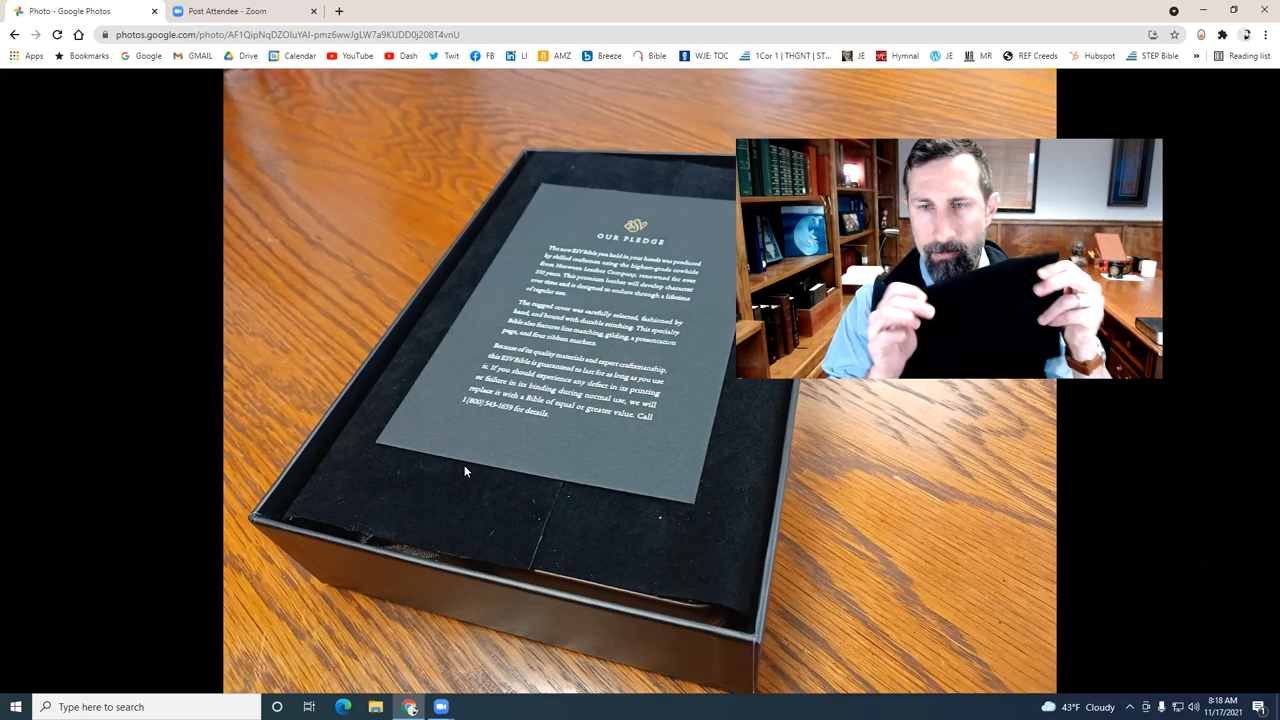 Photo - Google Photos
Post Attendee - Zoom
photos.google.com/photo/AF1QipNqDZOIuYAI-pmz6wwJgLW7a9KUDD0j208T4vnU
Apps Bookmarks Google GMAIL Drive Calendar YouTube Dash Twit FB LI AMZ Breeze Bible WJE: TOC 1Cor 1 | THGNT | ST... JE Hymnal JE MR REF Creeds Hubspot STEP Bible » Reading list
ESV
OUR PLEDGE
The new ESV Bible you hold in your hands was produced
by skilled craftsmen using the highest-grade cowhide
from Horween Leather Company, renowned for over
100 years. This premium leather will develop character
over time and is designed to endure through a lifetime
of regular use.
The rugged cover was carefully selected, fashioned by
hand, and bound with durable stitching. This specialty
Bible also features line matching, gilding, a presentation
page, and four ribbon markers.
Because of its quality materials and expert craftsmanship,
this ESV Bible is guaranteed to last for as long as you use
it. If you should experience any defect in its printing
or failure in its binding during normal use, we will
replace it with a Bible of equal or greater value. Call
1 (800) 543-1659 for details.
Type here to search
43°F Cloudy
8:18 AM
11/17/2021
1